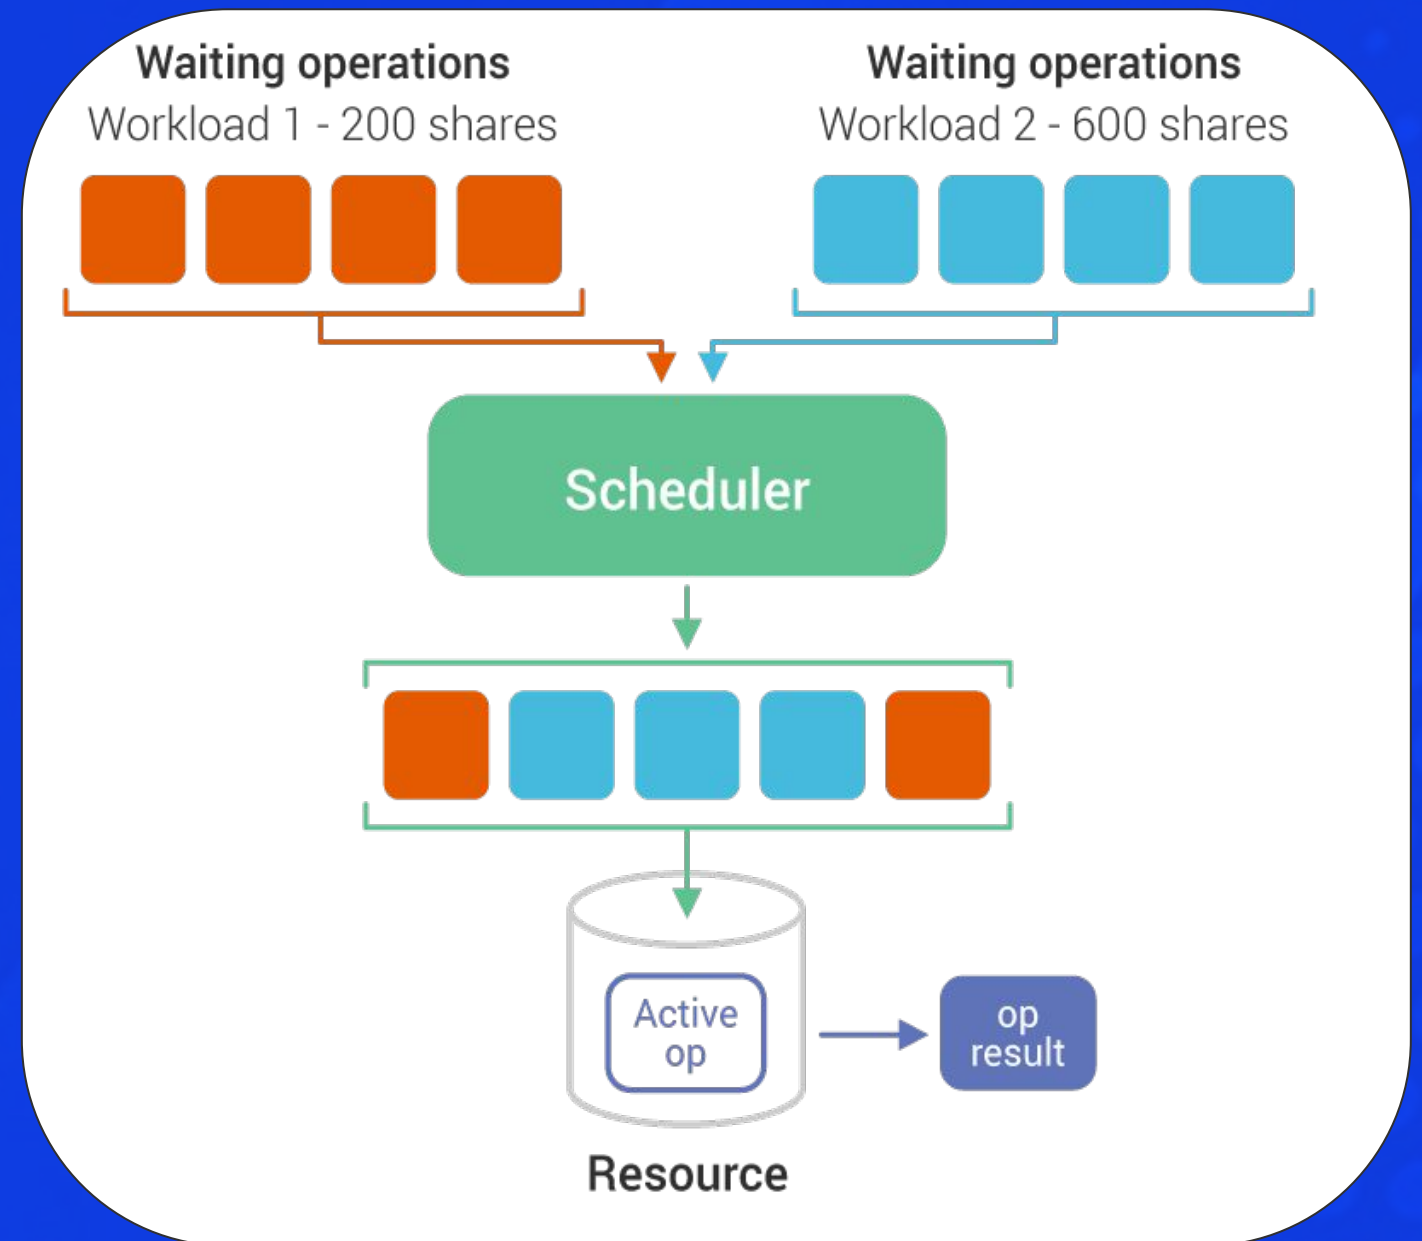 Waiting operations
Workload 1 - 200 shares
Waiting operations
Workload 2 - 600 shares
Scheduler
Active
op
op
result
Resource